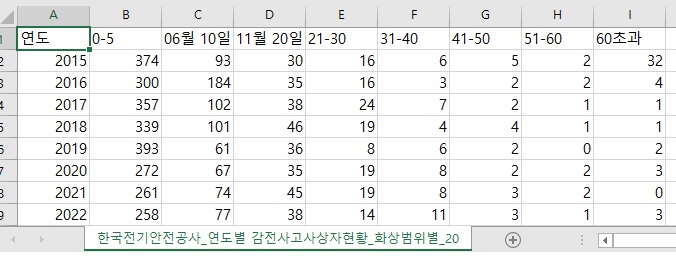 A B C D E F G H I
1 연도 0-5 06월 10일 11월 20일 21-30 31-40 41-50 51-60 60초과
2 2015 374 93 30 16 6 5 2 32
3 2016 300 184 35 16 3 2 2 4
4 2017 357 102 38 24 7 2 1 1
5 2018 339 101 46 19 4 4 1 1
6 2019 393 61 36 8 6 2 0 2
7 2020 272 67 35 19 8 2 2 3
8 2021 261 74 45 19 8 3 2 0
9 2022 258 77 38 14 11 3 1 3
한국전기안전공사_연도별 감전사고사상자현황_화상범위별_20